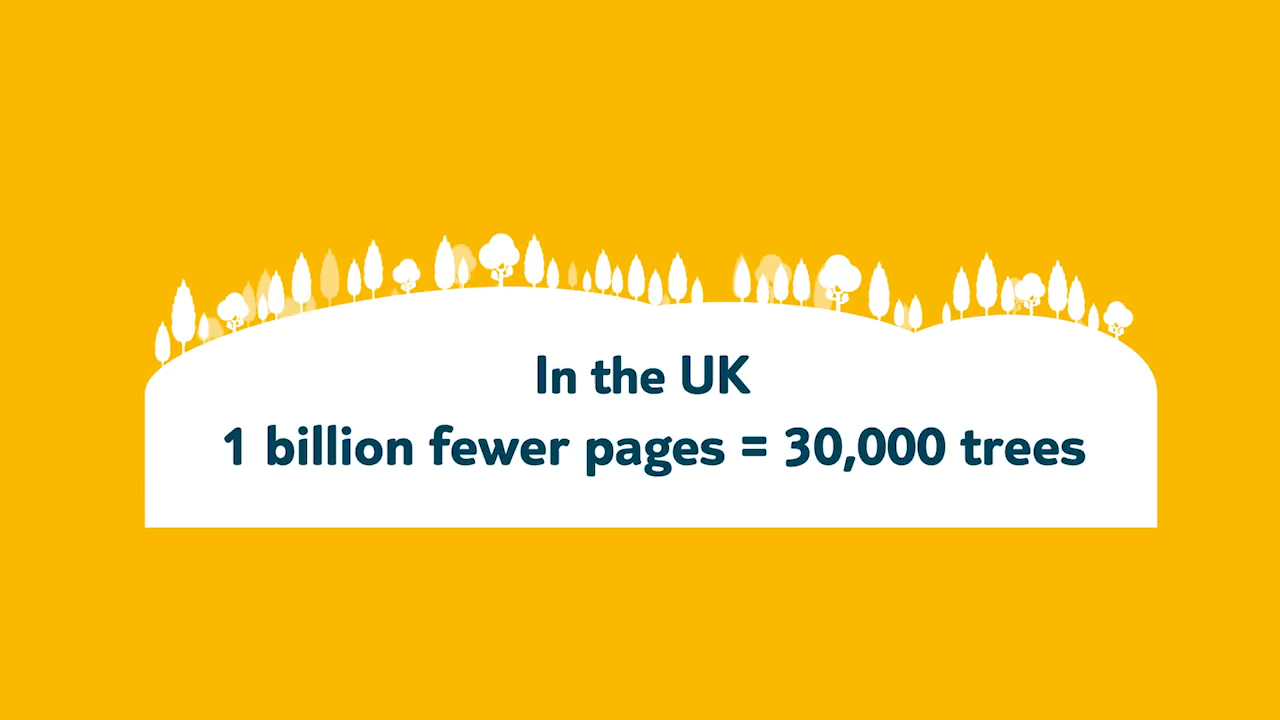 In the UK
1 billion fewer pages = 30,000 trees